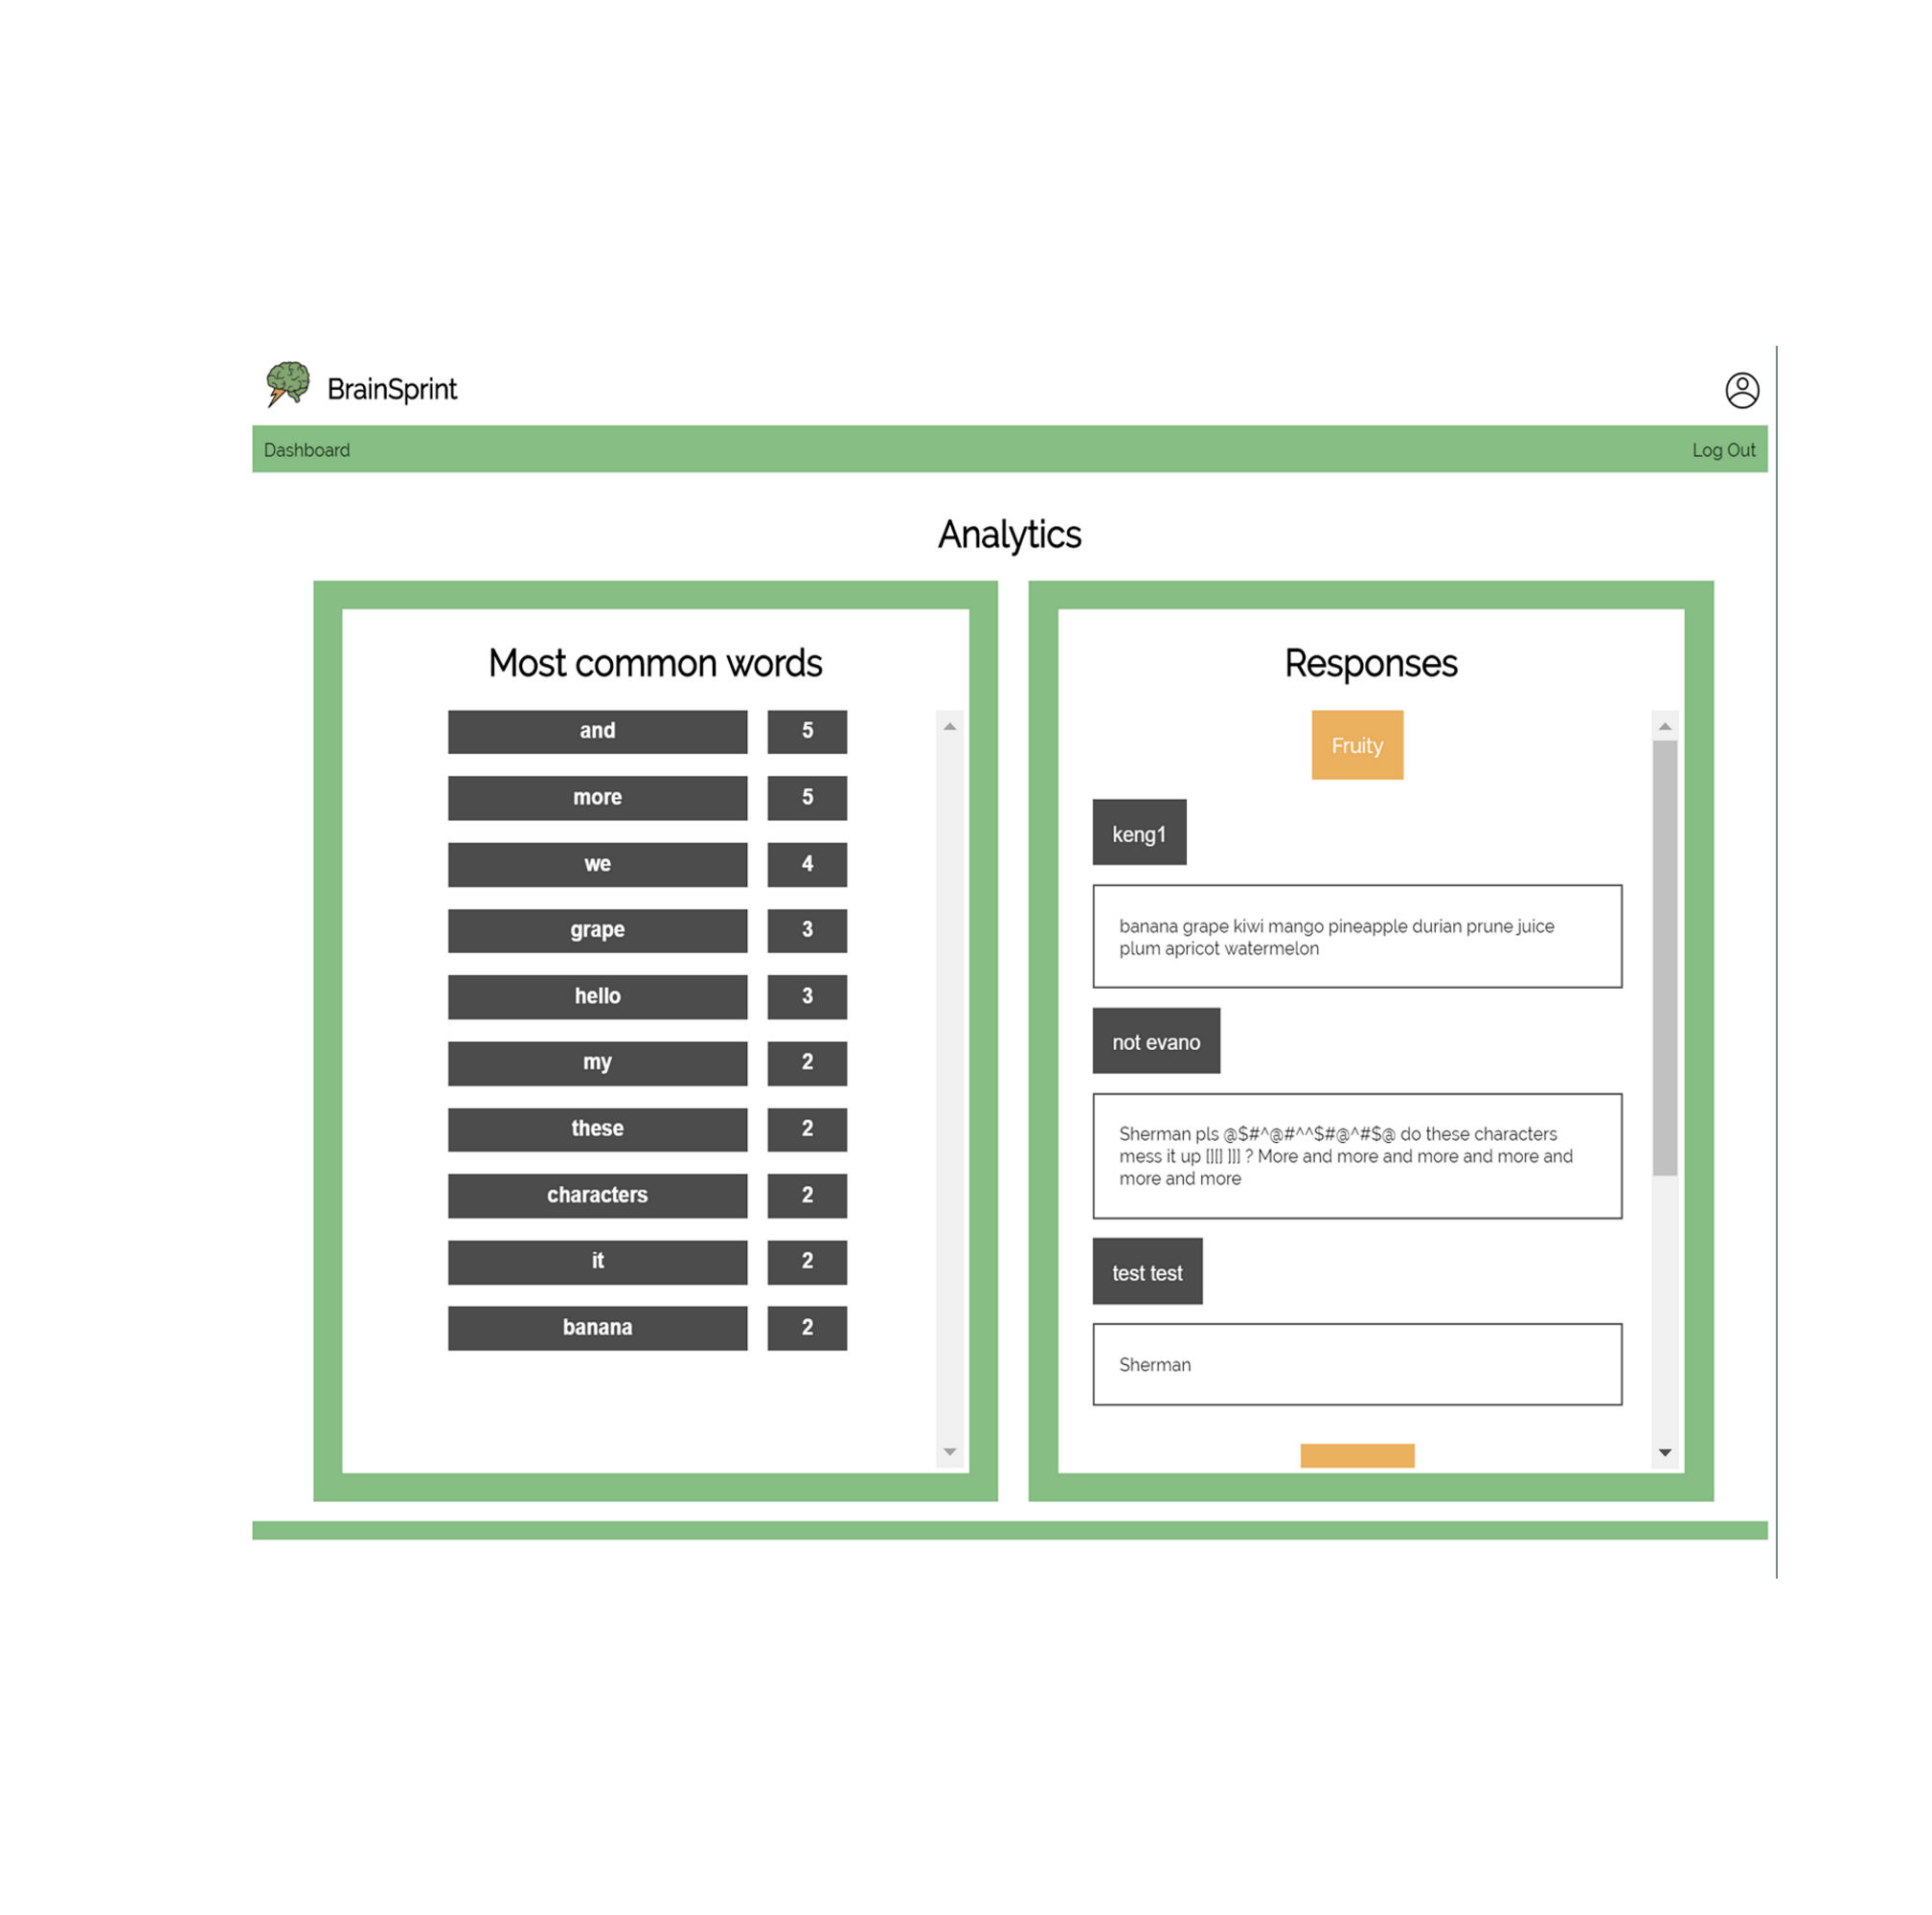 BrainSprint
Dashboard
Log Out
Analytics
Most common words
and 5
more 5
we 4
grape 3
hello 3
my 2
these 2
characters 2
it 2
banana 2
Responses
Fruity
keng1
banana grape kiwi mango pineapple durian prune juice
plum apricot watermelon
not evano
Sherman pls @$#^@#^^$#@^#$@ do these characters
mess it up [][] ]]] ? More and more and more and more and
more and more
test test
Sherman